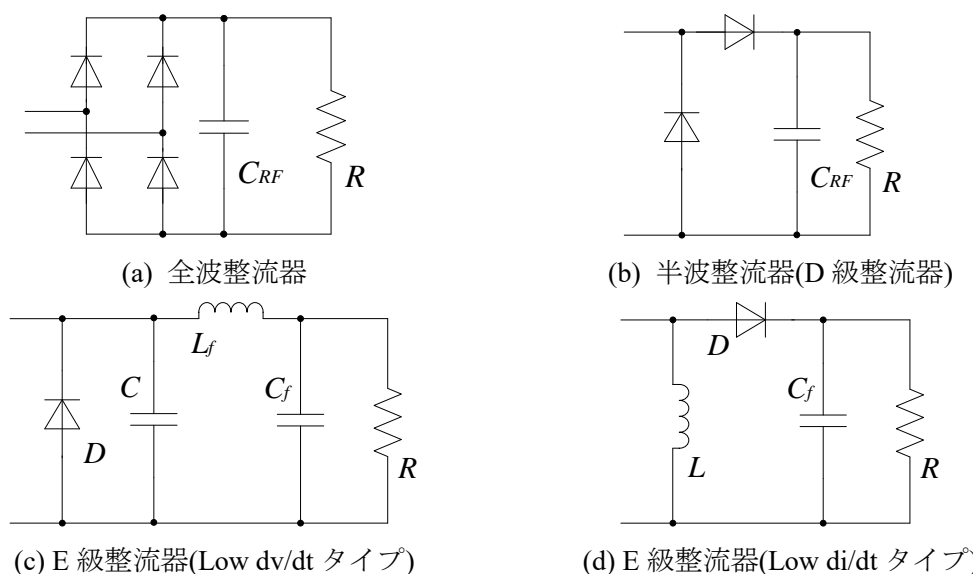 CRF
R
(a) 全波整流器
CRF
R
(b) 半波整流器(D 級整流器)
Lf
C
Cf
D
R
(c) E 級整流器(Low dv/dt タイプ)
D
Cf
L
R
(d) E 級整流器(Low di/dt タイプ)